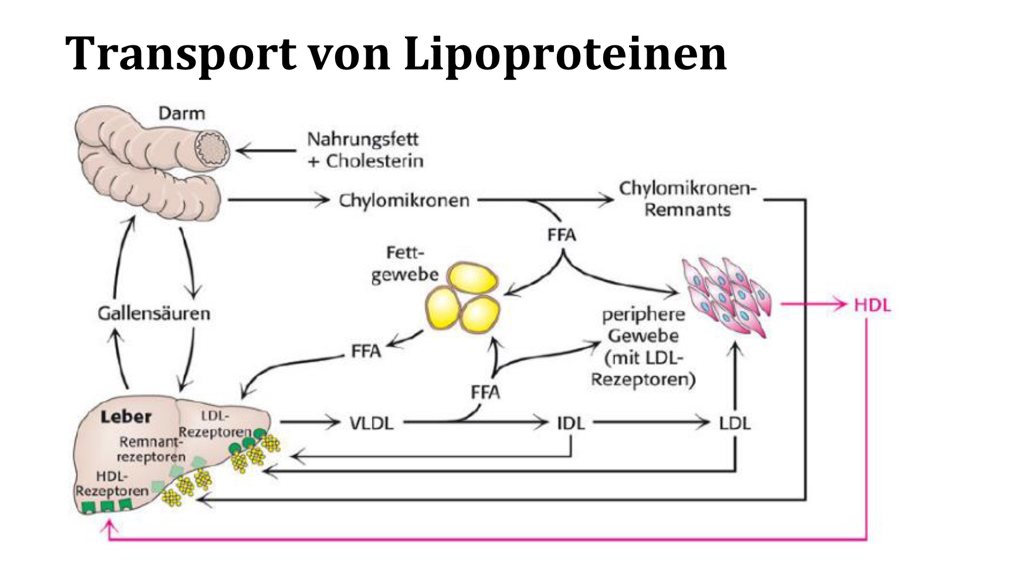 Transport von Lipoproteinen
Darm
Nahrungsfett
+ Cholesterin
Chylomikronen
Chylomikronen-
Remnants
FFA
Fett-
gewebe
Gallensäuren
periphere
Gewebe
(mit LDL-
Rezeptoren)
HDL
FFA
FFA
Leber
LDL-
Rezeptoren
Remnant-
rezeptoren
HDL-
Rezeptoren
VLDL
IDL
LDL